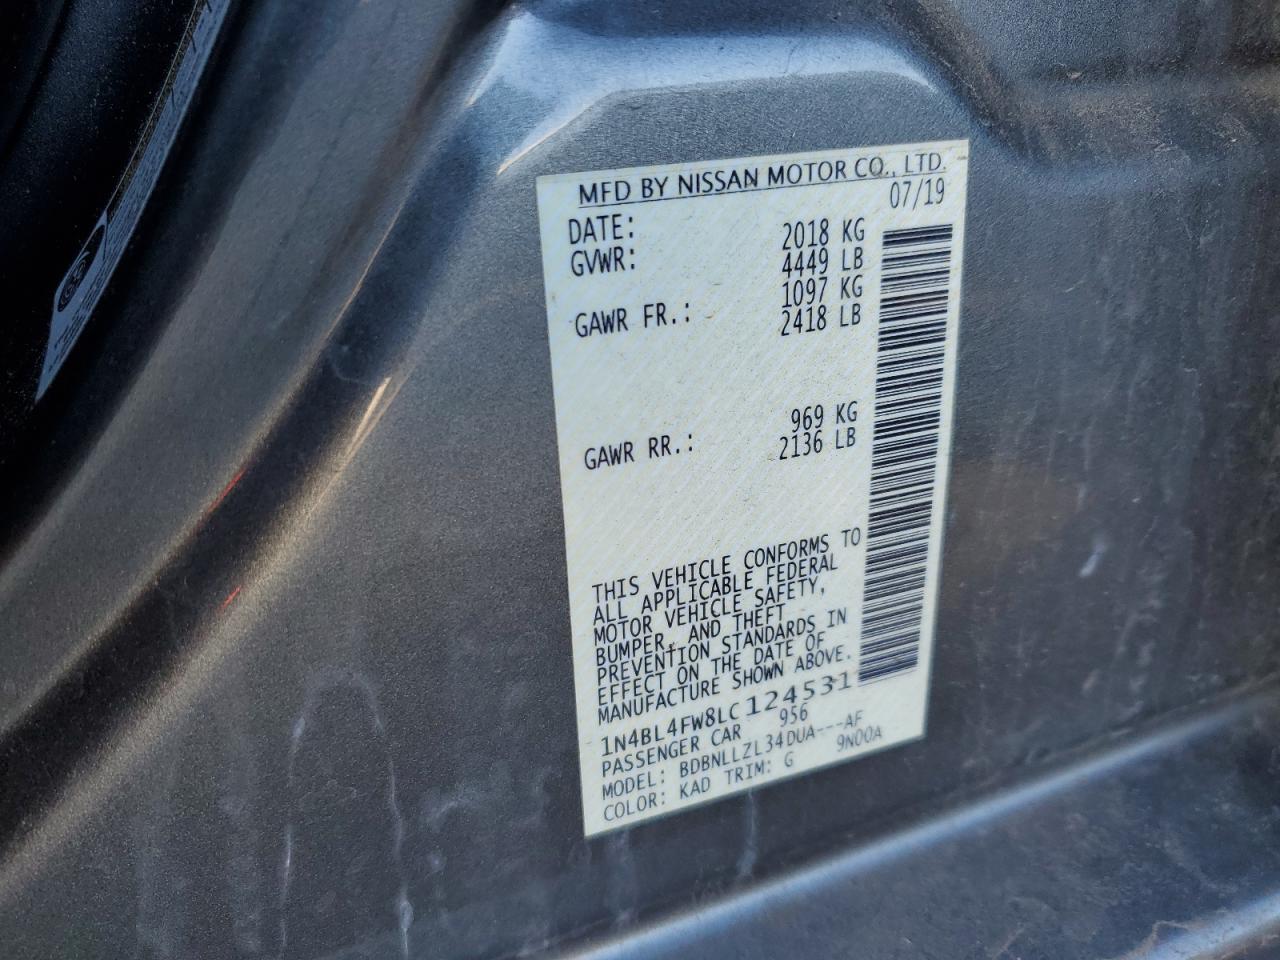 MFD BY NISSAN MOTOR CO., LTD.
DATE: 07/19
GVWR: 2018 KG
4449 LB
GAWR FR.: 1097 KG
2418 LB
GAWR RR.: 969 KG
2136 LB
THIS VEHICLE CONFORMS TO
ALL APPLICABLE FEDERAL
MOTOR VEHICLE SAFETY,
BUMPER, AND THEFT
PREVENTION STANDARDS IN
EFFECT ON THE DATE OF
MANUFACTURE SHOWN ABOVE.
1N4BL4FW8LC124531
PASSENGER CAR 956
MODEL: BDBNLLZL34DUA---AF
COLOR: KAD TRIM: G 9N00A